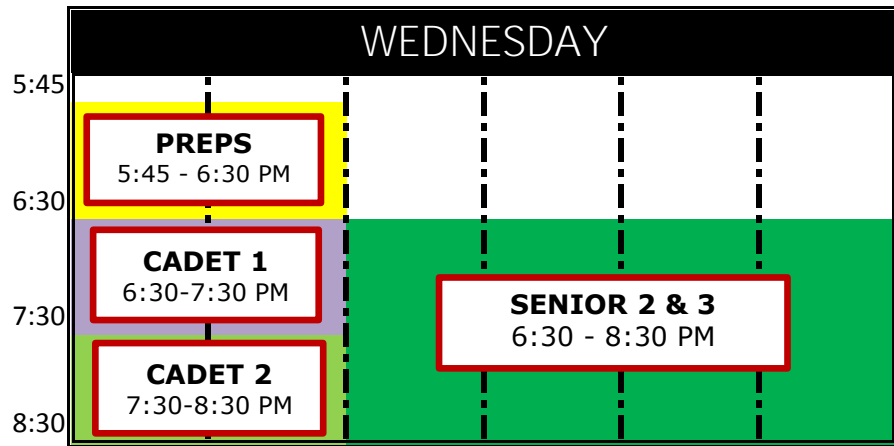 WEDNESDAY
5:45
PREPS
5:45 - 6:30 PM
6:30
CADET 1
6:30-7:30 PM
SENIOR 2 & 3
6:30 - 8:30 PM
7:30
CADET 2
7:30-8:30 PM
8:30